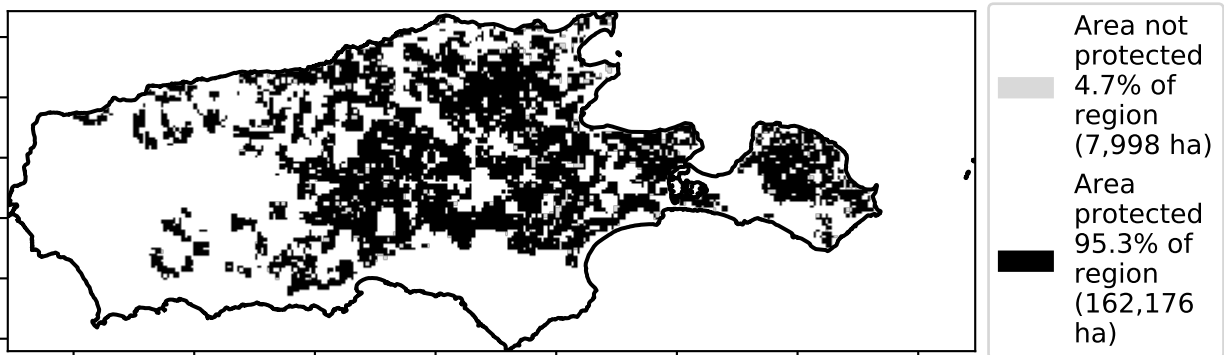 Area not
protected
4.7% of
region
(7,998 ha)
Area
protected
95.3% of
region
(162,176
ha)